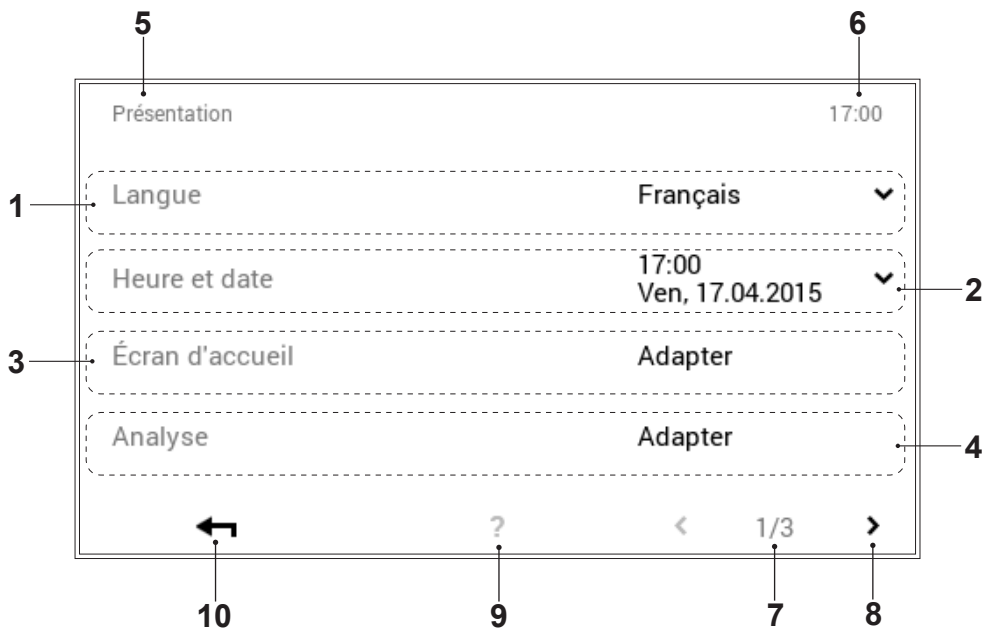 5 6
Présentation 17:00
1 Langue Français
Heure et date 17:00
Ven, 17.04.2015 2
3 Écran d'accueil Adapter
Analyse Adapter 4
? < 1/3 >
10 9 7 8